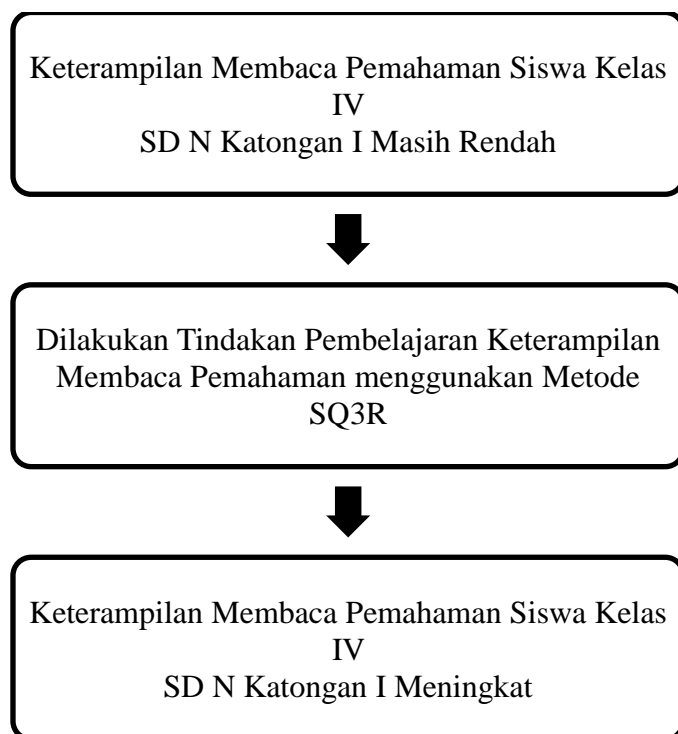 Keterampilan Membaca Pemahaman Siswa Kelas
IV
SD N Katongan I Masih Rendah
Dilakukan Tindakan Pembelajaran Keterampilan
Membaca Pemahaman menggunakan Metode
SQ3R
Keterampilan Membaca Pemahaman Siswa Kelas
IV
SD N Katongan I Meningkat